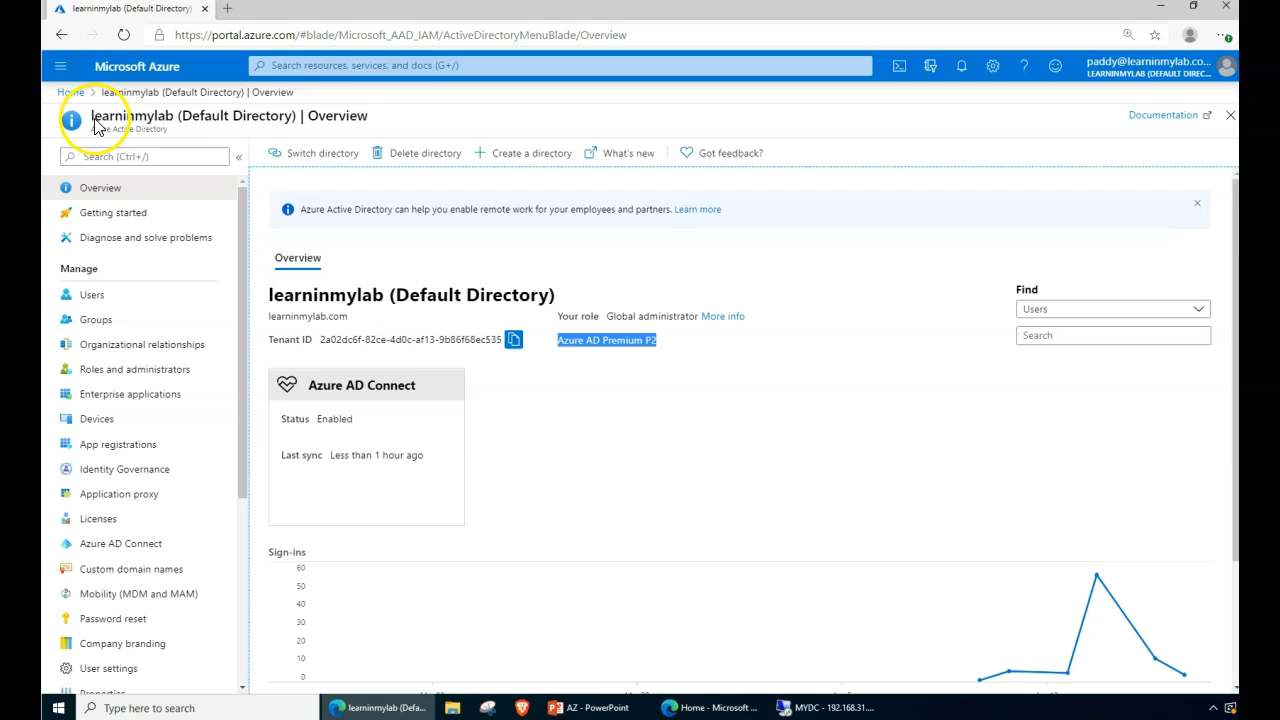 learninmylab (Default Directory)
https://portal.azure.com/#blade/Microsoft_AAD_IAM/ActiveDirectoryMenuBlade/Overview
Microsoft Azure
Search resources, services, and docs (G+/)
paddy@learninmylab.co...
LEARNINMYLAB (DEFAULT DIREC...
Home > learninmylab (Default Directory) | Overview
learninmylab (Default Directory) | Overview
Azure Active Directory
Documentation
Search (Ctrl+/)
«
Switch directory
Delete directory
Create a directory
What's new
Got feedback?
Overview
Getting started
Diagnose and solve problems
Manage
Users
Groups
Organizational relationships
Roles and administrators
Enterprise applications
Devices
App registrations
Identity Governance
Application proxy
Licenses
Azure AD Connect
Custom domain names
Mobility (MDM and MAM)
Password reset
Company branding
User settings
Properties
Azure Active Directory can help you enable remote work for your employees and partners. Learn more
Overview
learninmylab (Default Directory)
learninmylab.com
Your role Global administrator More info
Tenant ID 2a02dc6f-82ce-4d0c-af13-9b86f68ec535
Azure AD Premium P2
Find
Users
Search
Azure AD Connect
Status Enabled
Last sync Less than 1 hour ago
Sign-ins
60
50
40
30
20
10
0
Type here to search
learninmylab (Defa...
AZ - PowerPoint
Home - Microsoft ...
MYDC - 192.168.31....